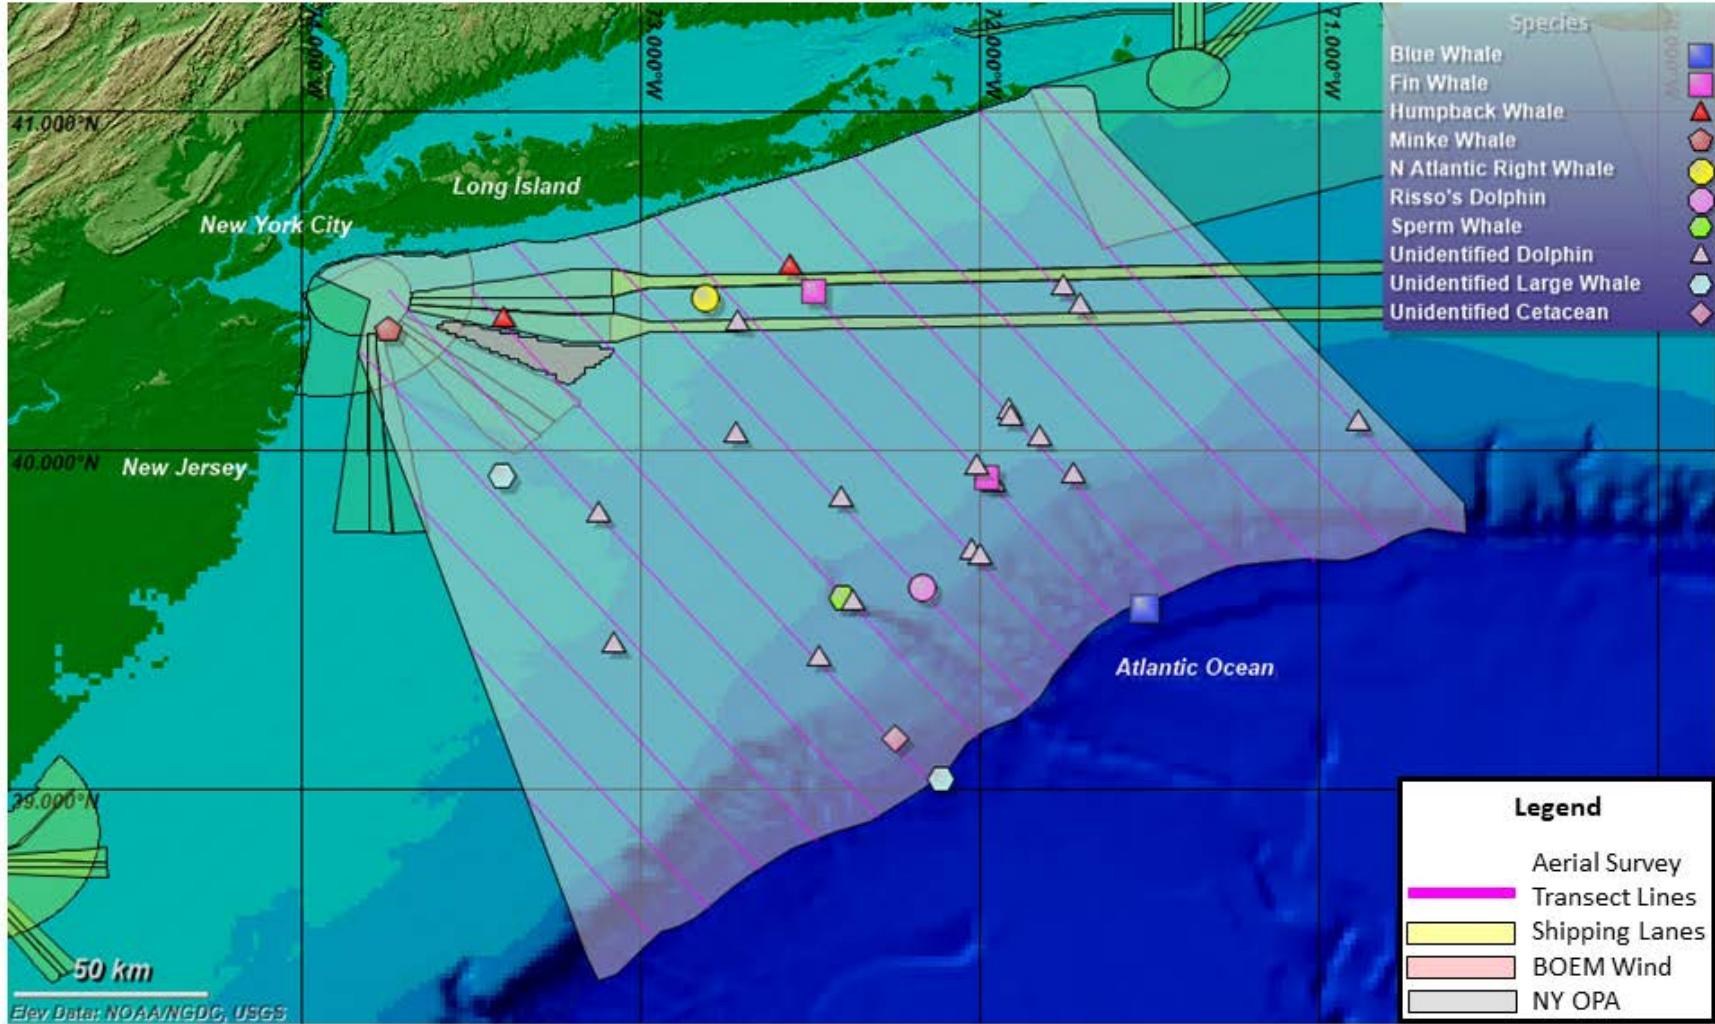 Species
Blue Whale
Fin Whale
Humpback Whale
Minke Whale
N Atlantic Right Whale
Risso's Dolphin
Sperm Whale
Unidentified Dolphin
Unidentified Large Whale
Unidentified Cetacean
73.000°W
72.000°W
71.000°W
41.000°N
Long Island
New York City
40.000°N
New Jersey
Atlantic Ocean
39.000°N
Legend
Aerial Survey
Transect Lines
Shipping Lanes
BOEM Wind
NY OPA
50 km
Elev Data: NOAA/NGDC, USGS